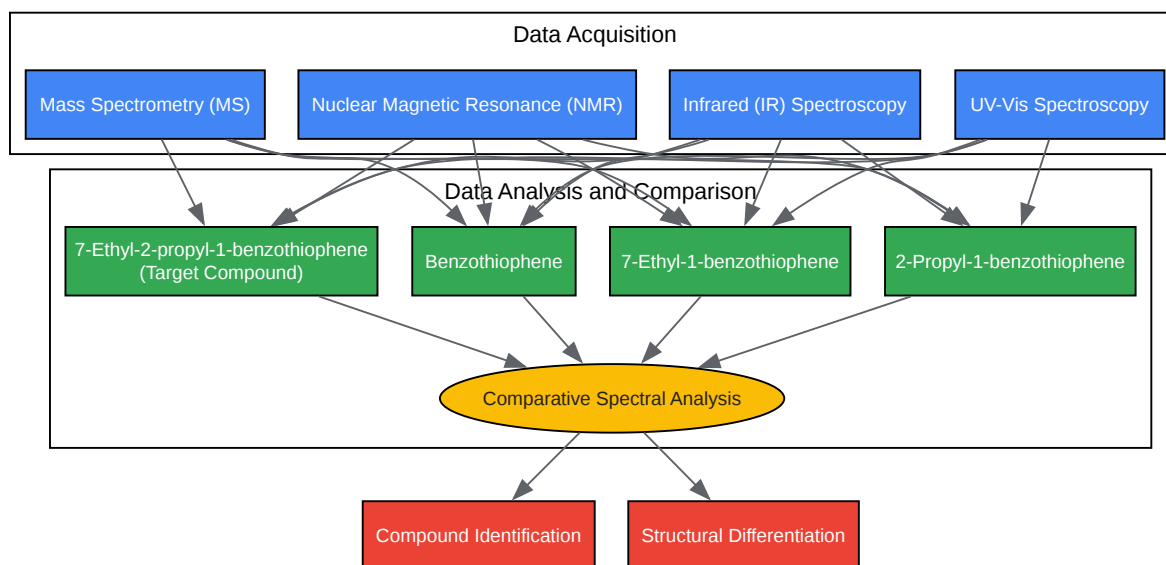 Data Acquisition
Mass Spectrometry (MS)
Nuclear Magnetic Resonance (NMR)
Infrared (IR) Spectroscopy
UV-Vis Spectroscopy
Data Analysis and Comparison
7-Ethyl-2-propyl-1-benzothiophene
(Target Compound)
Benzothiophene
7-Ethyl-1-benzothiophene
2-Propyl-1-benzothiophene
Comparative Spectral Analysis
Compound Identification
Structural Differentiation